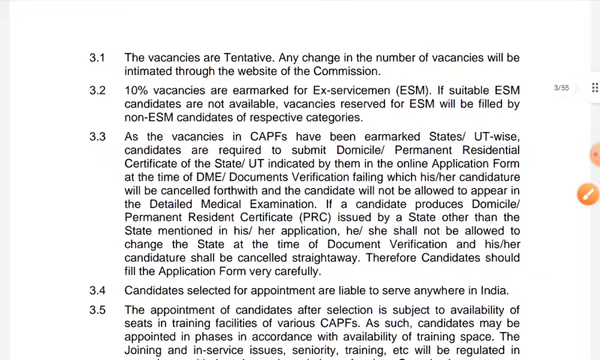 3.1 The vacancies are Tentative. Any change in the number of vacancies will be
intimated through the website of the Commission.
3.2 10% vacancies are earmarked for Ex-servicemen (ESM). If suitable ESM
candidates are not available, vacancies reserved for ESM will be filled by
non-ESM candidates of respective categories.
3/55
3.3 As the vacancies in CAPFs have been earmarked States/ UT-wise,
candidates are required to submit Domicile/ Permanent Residential
Certificate of the State/ UT indicated by them in the online Application Form
at the time of DME/ Documents Verification failing which his/her candidature
will be cancelled forthwith and the candidate will not be allowed to appear in
the Detailed Medical Examination. If a candidate produces Domicile/
Permanent Resident Certificate (PRC) issued by a State other than the
State mentioned in his/ her application, he/ she shall not be allowed to
change the State at the time of Document Verification and his/her
candidature shall be cancelled straightaway. Therefore Candidates should
fill the Application Form very carefully.
3.4 Candidates selected for appointment are liable to serve anywhere in India.
3.5 The appointment of candidates after selection is subject to availability of
seats in training facilities of various CAPFs. As such, candidates may be
appointed in phases in accordance with availability of training space. The
Joining and in-service issues, seniority, training, etc will be regulated in